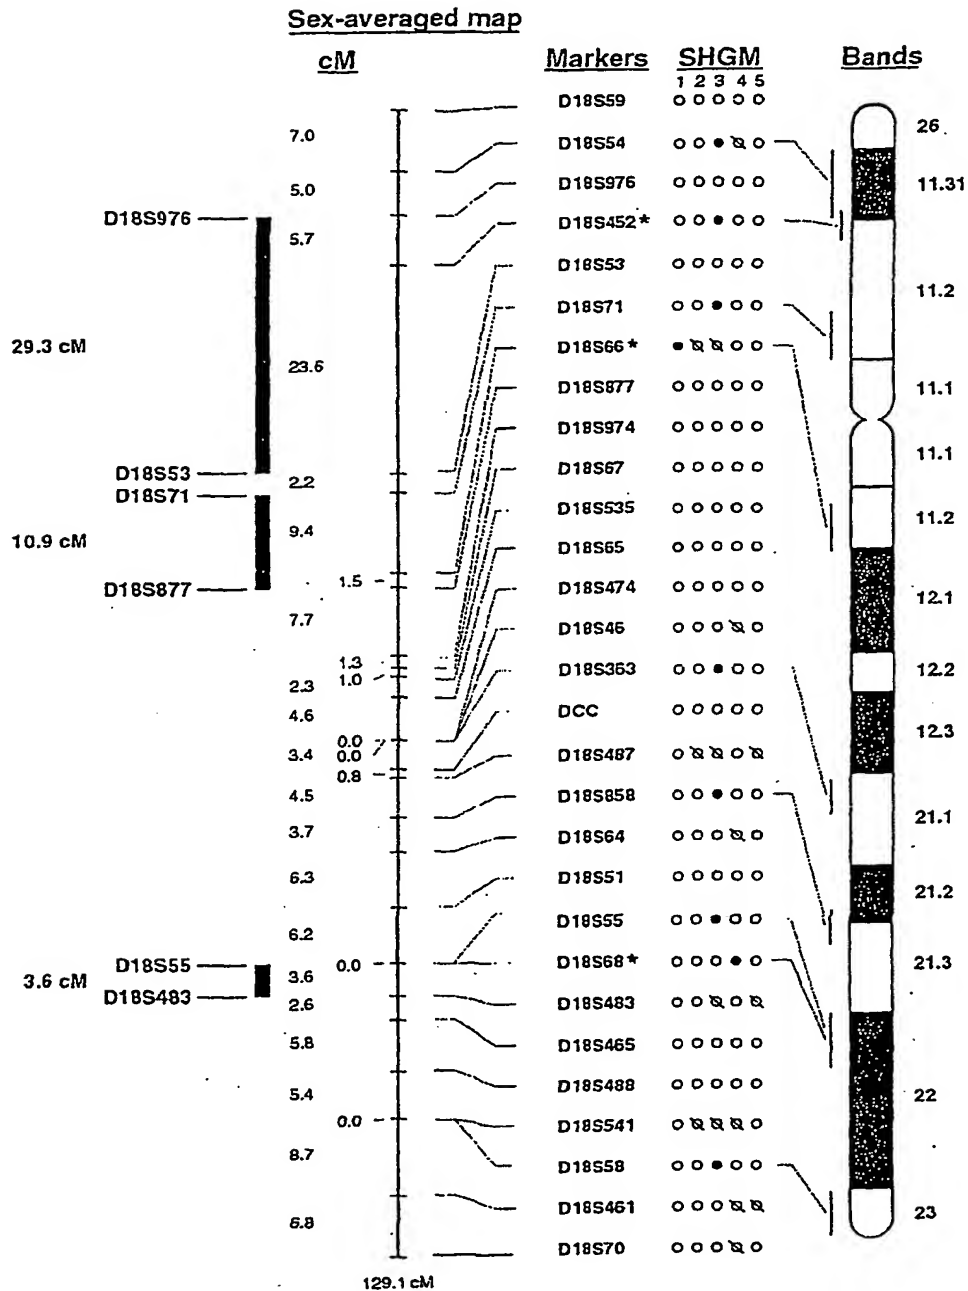 Sex-averaged map
cM
Markers
SHGM
Bands
1 2 3 4 5
D18S59
26
7.0
D18S54
11.31
5.0
D18S976
D18S976
5.7
D18S452*
D18S53
11.2
D18S71
29.3 cM
23.6
D18S66*
D18S877
11.1
D18S974
11.1
D18S53
D18S67
2.2
D18S71
D18S535
11.2
10.9 cM
9.4
D18S65
D18S877
1.5
D18S474
12.1
7.7
D18S46
1.3
D18S363
12.2
1.0
2.3
4.6
DCC
12.3
0.0
3.4
0.0
D18S487
0.8
D18S858
4.5
21.1
3.7
D18S64
6.3
D18S51
21.2
6.2
D18S55
D18S55
0.0
D18S68*
21.3
3.6 cM
3.6
D18S483
2.6
D18S483
5.8
D18S465
D18S488
5.4
22
0.0
D18S541
8.7
D18S58
D18S461
23
6.8
D18S70
129.1 cM